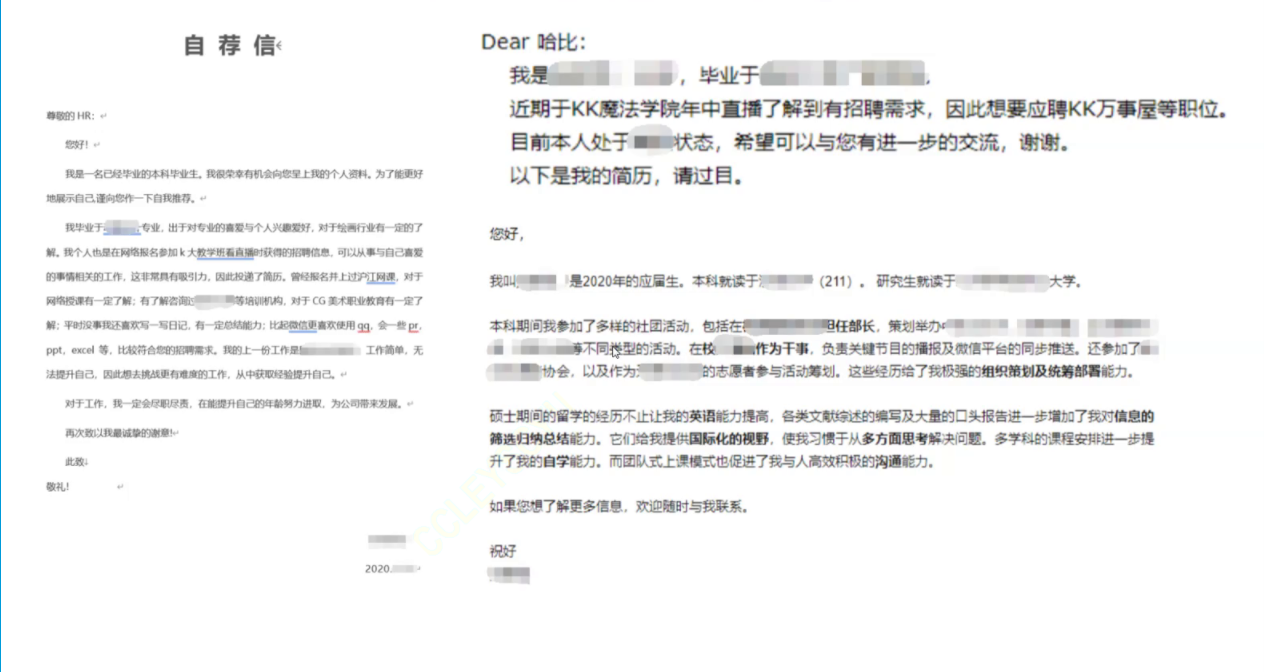 自 荐 信
尊敬的 HR:
您好!
我是一名已经毕业的本科毕业生。我很荣幸有机会向您呈上我的个人资料。为了能更好
地展示自己,谨向您作一下自我推荐。
我毕业于 专业,出于对专业的喜爱与个人兴趣爱好,对于绘画行业有一定的了
解。我个人也是在网络报名参加 k 大教学班看直播时获得的招聘信息,可以从事与自己喜爱
的事情相关的工作,这非常具有吸引力,因此投递了简历。曾经报名并上过沪江网课,对于
网络授课有一定了解;有了解咨询过 等培训机构,对于 CG 美术职业教育有一定了
解;平时没事我还喜欢写一写日记,有一定总结能力;比起微信更喜欢使用 qq,会一些 pr,
ppt,excel 等,比较符合您的招聘需求。我的上一份工作是 工作简单,无
法提升自己,因此想去挑战更有难度的工作,从中获取经验提升自己。
对于工作,我一定会尽职尽责,在能提升自己的年龄努力进取,为公司带来发展。
再次致以我最诚挚的谢意!
此致
敬礼!
2020.
Dear 哈比:
我是 ,毕业于
近期于KK魔法学院年中直播了解到有招聘需求,因此想要应聘KK万事屋等职位。
目前本人处于 状态,希望可以与您有进一步的交流,谢谢。
以下是我的简历,请过目。
您好,
我叫 是2020年的应届生。本科就读于 (211)。 研究生就读于 大学。
本科期间我参加了多样的社团活动,包括在 担任部长,策划举办
等不同类型的活动。在校 作为干事,负责关键节目的播报及微信平台的同步推送。还参加了
协会,以及作为 的志愿者参与活动筹划。这些经历给了我极强的组织策划及统筹部署能力。
硕士期间的留学的经历不止让我的英语能力提高,各类文献综述的编写及大量的口头报告进一步增加了我对信息的
筛选归纳总结能力。它们给我提供国际化的视野,使我习惯于从多方面思考解决问题。多学科的课程安排进一步提
升了我的自学能力。而团队式上课模式也促进了我与人高效积极的沟通能力。
如果您想了解更多信息,欢迎随时与我联系。
祝好